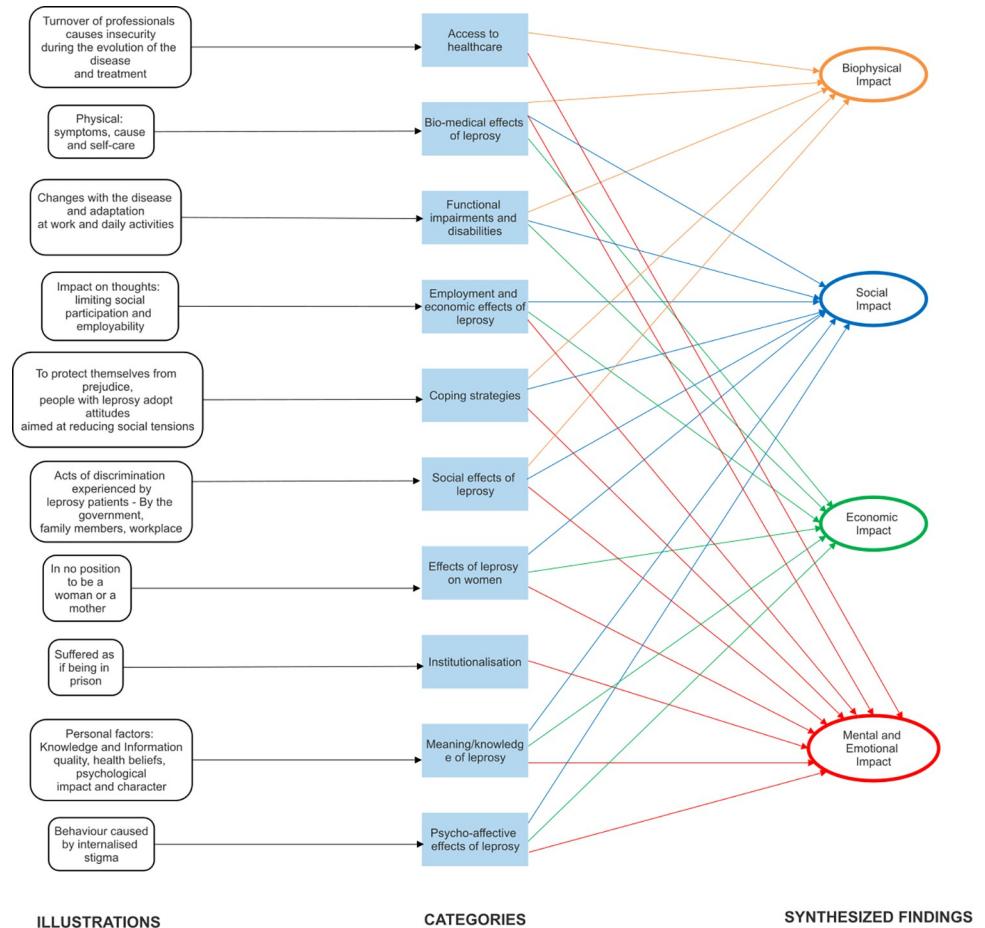 Turnover of professionals
causes insecurity
during the evolution of the
disease
and treatment
Access to
healthcare
Biophysical
Impact
Physical:
symptoms, cause
and self-care
Bio-medical effects
of leprosy
Changes with the disease
and adaptation
at work and daily activities
Functional
impairments and
disabilities
Impact on thoughts:
limiting social
participation and
employability
Employment and
economic effects of
leprosy
Social
Impact
To protect themselves from
prejudice,
people with leprosy adopt
attitudes
aimed at reducing social tensions
Coping strategies
Acts of discrimination
experienced by
leprosy patients - By the
government,
family members, workplace
Social effects of
leprosy
Economic
Impact
In no position
to be a
woman or a
mother
Effects of leprosy
on women
Suffered as
if being in
prison
Institutionalisation
Personal factors:
Knowledge and Information
quality, health beliefs,
psychological
impact and character
Meaning/knowledg
e of leprosy
Mental and
Emotional
Impact
Behaviour caused
by internalised
stigma
Psycho-affective
effects of leprosy
ILLUSTRATIONS
CATEGORIES
SYNTHESIZED FINDINGS